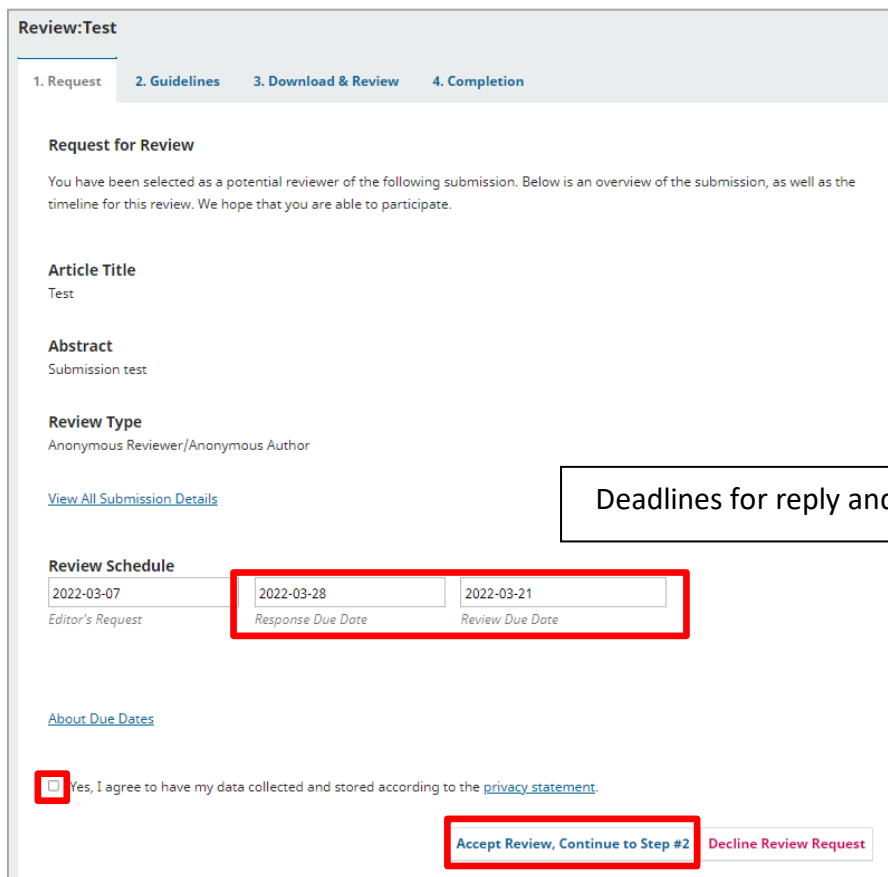 Review:Test
1. Request 2. Guidelines 3. Download & Review 4. Completion
Request for Review
You have been selected as a potential reviewer of the following submission. Below is an overview of the submission, as well as the
timeline for this review. We hope that you are able to participate.
Article Title
Test
Abstract
Submission test
Review Type
Anonymous Reviewer/Anonymous Author
View All Submission Details
Deadlines for reply and
Review Schedule
2022-03-07 2022-03-28 2022-03-21
Editor's Request Response Due Date Review Due Date
About Due Dates
Yes, I agree to have my data collected and stored according to the privacy statement.
Accept Review, Continue to Step #2 Decline Review Request